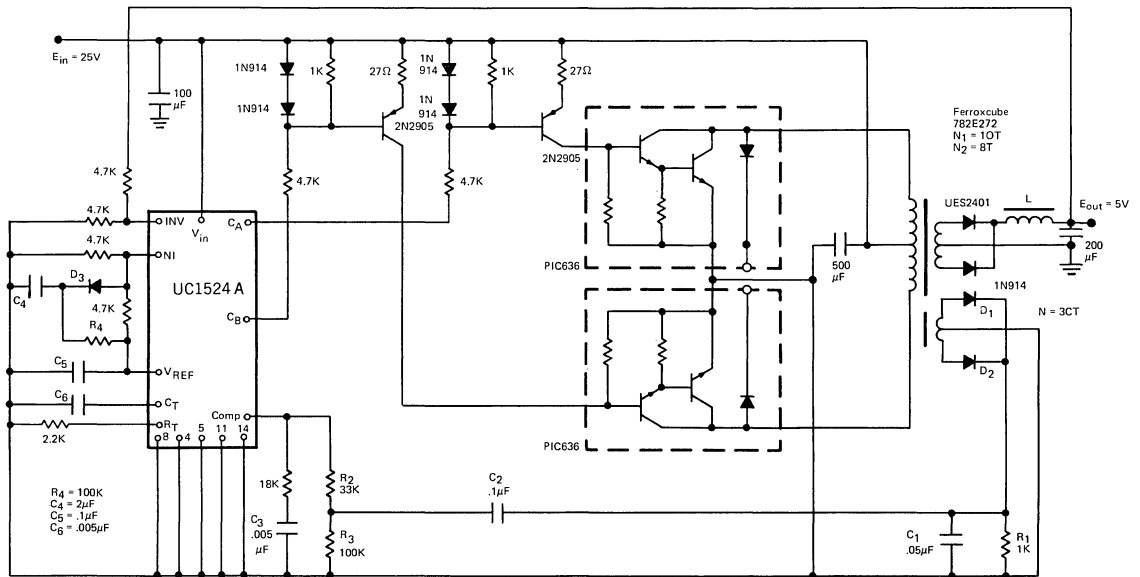 E_in = 25V
100
μF
1N914
1N914
1K
27Ω
2N2905
1N
914
1N
914
1K
27Ω
2N2905
4.7K
4.7K
4.7K
4.7K
4.7K
4.7K
INV
V_in
C_A
NI
UC1524 A
C_B
V_REF
C_T
R_T
Comp
8
4
5
11
14
C_4
D_3
R_4
C_5
C_6
2.2K
R_4 = 100K
C_4 = 2μF
C_5 = .1μF
C_6 = .005μF
18K
C_3
.005
μF
R_2
33K
R_3
100K
C_2
.1μF
PIC636
PIC636
500
μF
Ferroxcube
782E272
N_1 = 10T
N_2 = 8T
UES2401
L
E_out = 5V
200
μF
1N914
D_1
N = 3CT
D_2
C_1
.05μF
R_1
1K